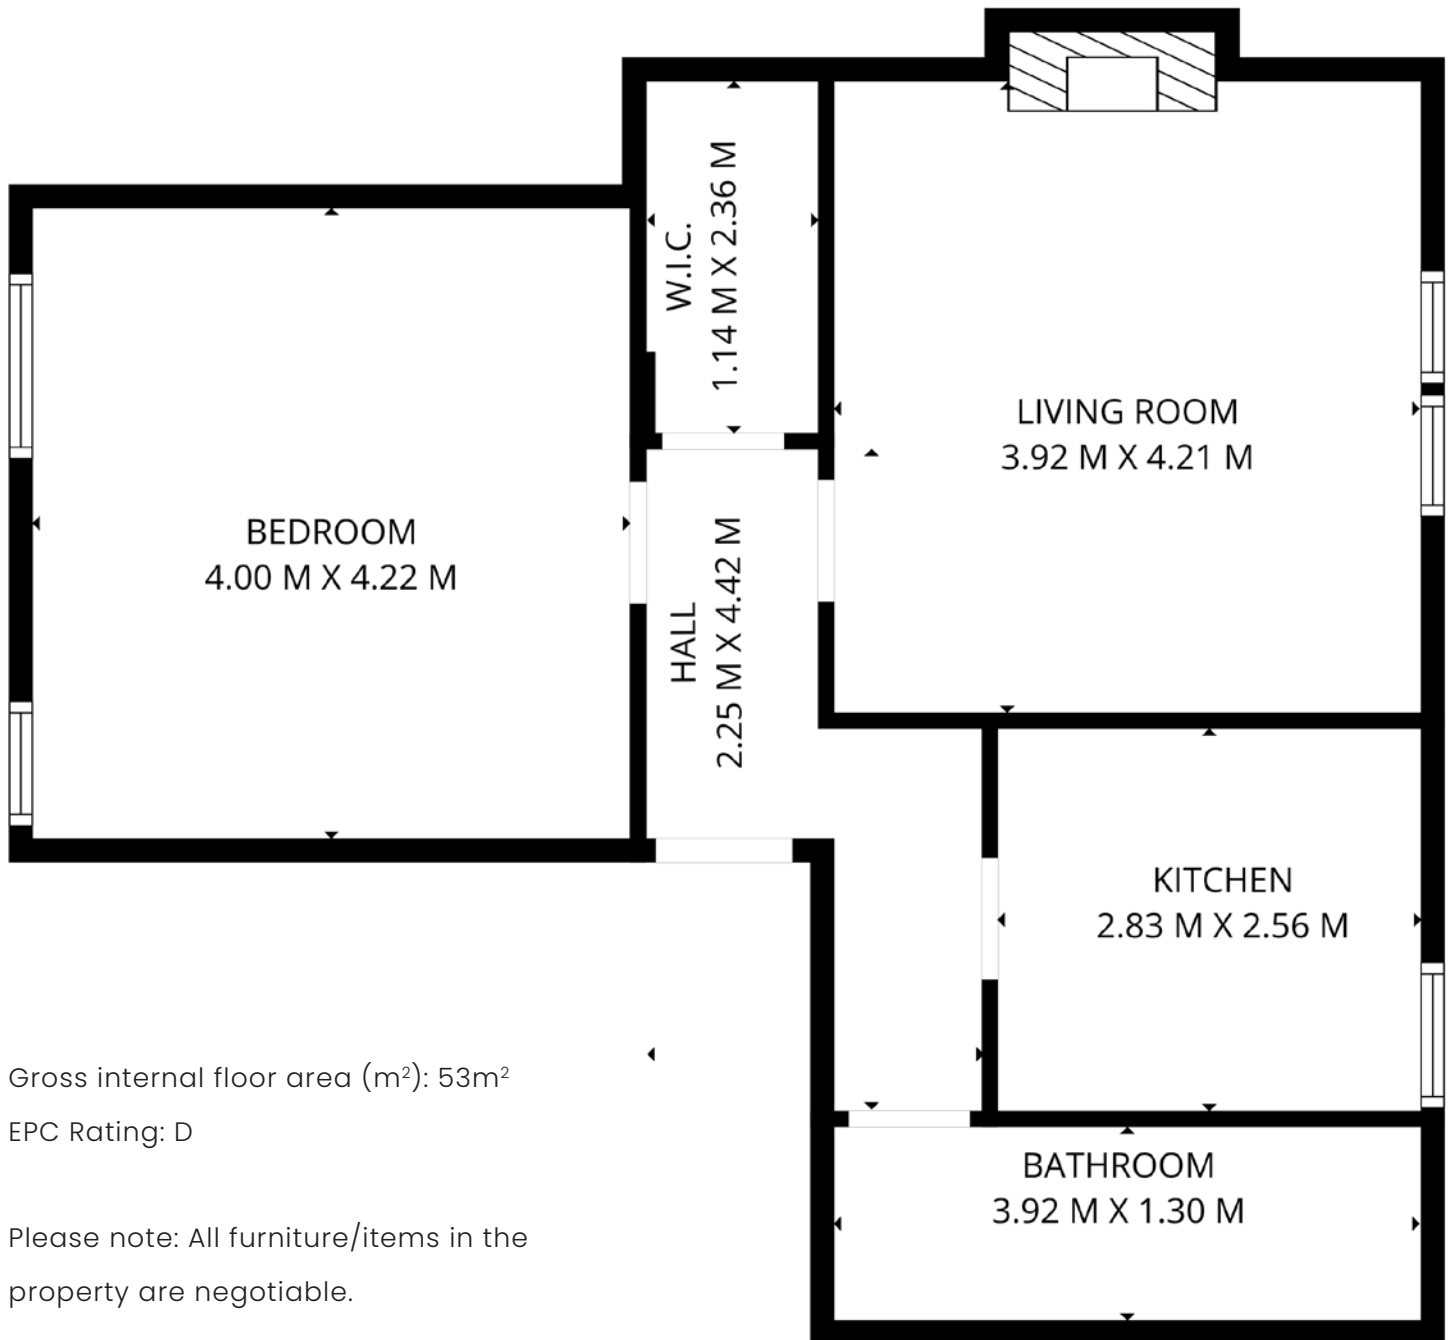 W.I.C.
1.14 M X 2.36 M
LIVING ROOM
3.92 M X 4.21 M
BEDROOM
4.00 M X 4.22 M
HALL
2.25 M X 4.42 M
KITCHEN
2.83 M X 2.56 M
BATHROOM
3.92 M X 1.30 M
Gross internal floor area (m²): 53m²
EPC Rating: D
Please note: All furniture/items in the
property are negotiable.